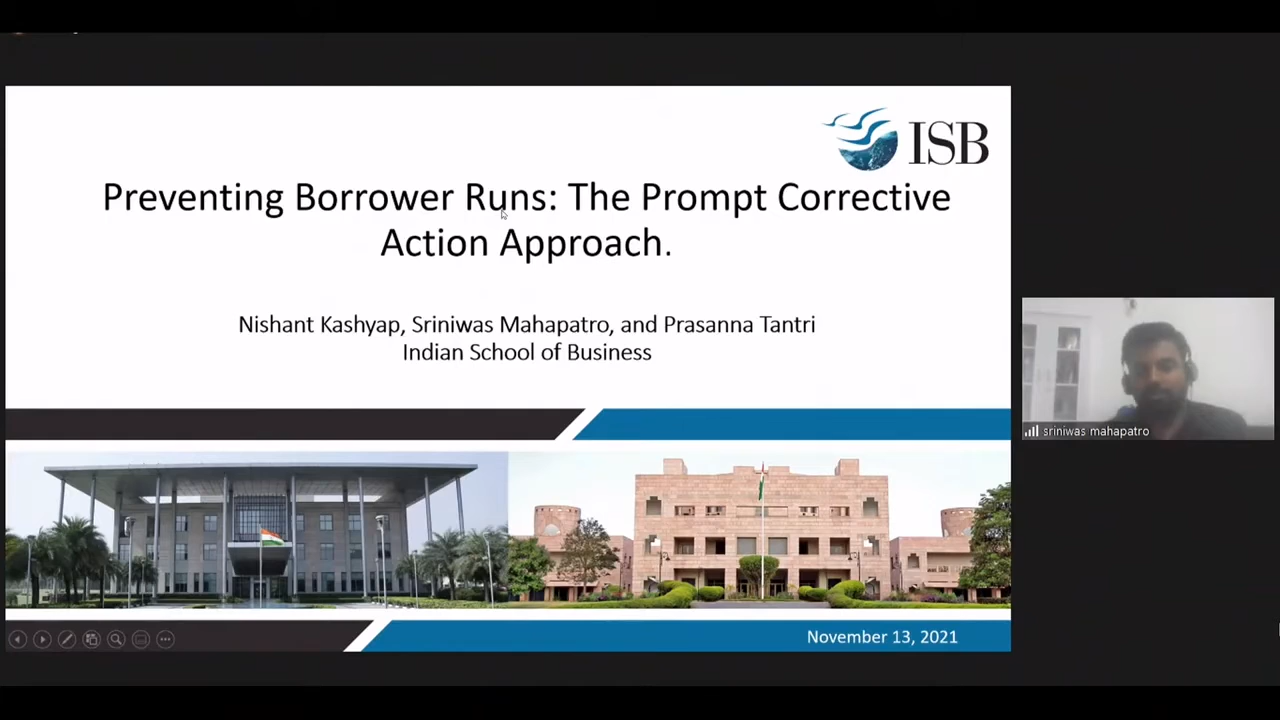 ISB
Preventing Borrower Runs: The Prompt Corrective
Action Approach.
Nishant Kashyap, Sriniwas Mahapatro, and Prasanna Tantri
Indian School of Business
sriniwas mahapatro
November 13, 2021